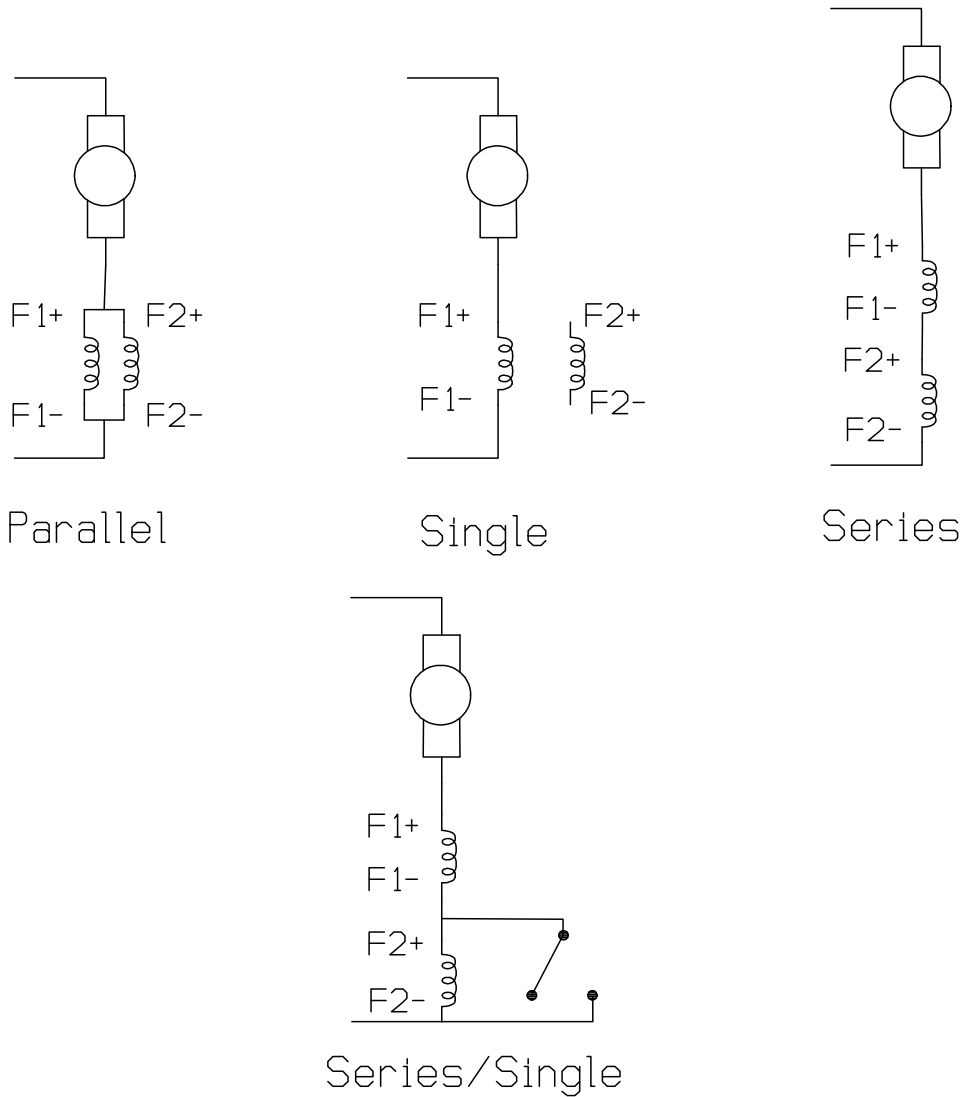 F1+ F2+
F1- F2-
Parallel
F1+ F2+
F1- F2-
Single
F1+
F1-
F2+
F2-
Series
F1+
F1-
F2+
F2-
Series/Single